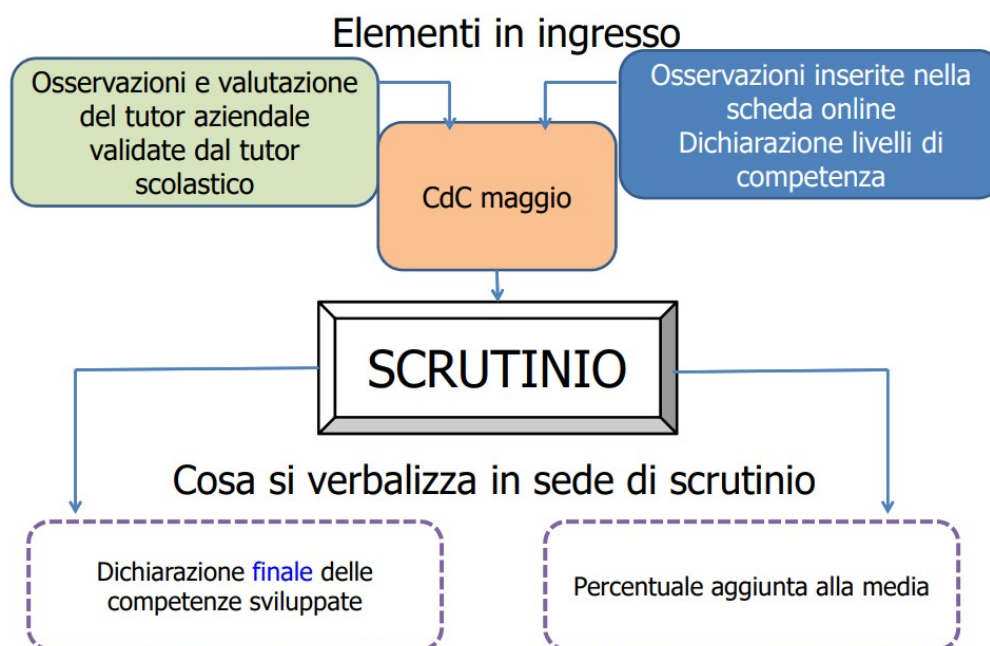 Elementi in ingresso
Osservazioni e valutazione
del tutor aziendale
validate dal tutor
scolastico
Osservazioni inserite nella
scheda online
Dichiarazione livelli di
competenza
CdC maggio
SCRUTINIO
Cosa si verbalizza in sede di scrutinio
Dichiarazione finale delle
competenze sviluppate
Percentuale aggiunta alla media